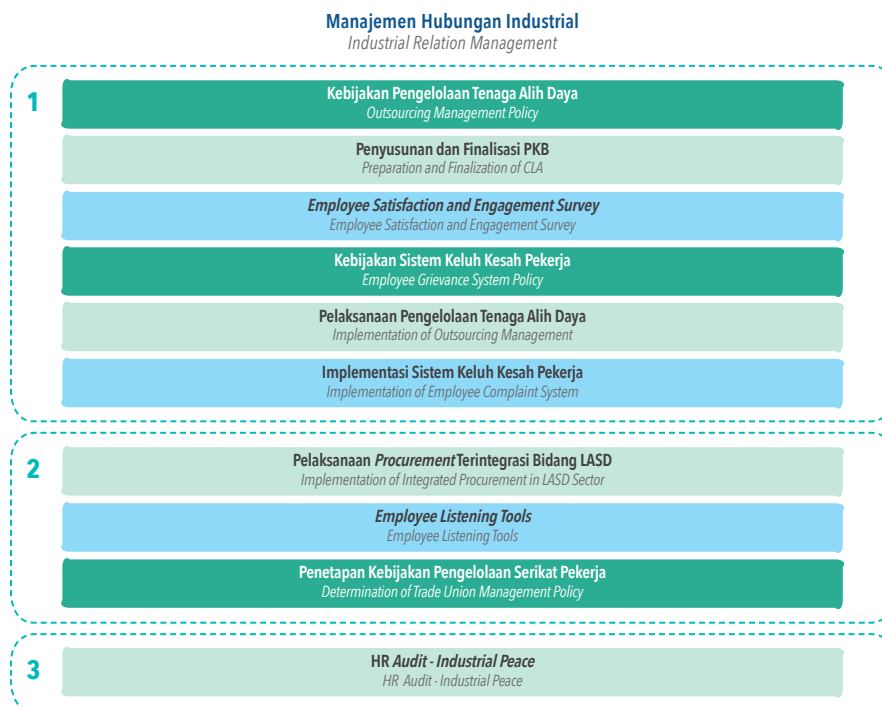 Manajemen Hubungan Industrial
Industrial Relation Management
1
Kebijakan Pengelolaan Tenaga Alih Daya
Outsourcing Management Policy
Penyusunan dan Finalisasi PKB
Preparation and Finalization of CLA
Employee Satisfaction and Engagement Survey
Employee Satisfaction and Engagement Survey
Kebijakan Sistem Keluh Kesah Pekerja
Employee Grievance System Policy
Pelaksanaan Pengelolaan Tenaga Alih Daya
Implementation of Outsourcing Management
Implementasi Sistem Keluh Kesah Pekerja
Implementation of Employee Complaint System
2
Pelaksanaan Procurement Terintegrasi Bidang LASD
Implementation of Integrated Procurement in LASD Sector
Employee Listening Tools
Employee Listening Tools
Penetapan Kebijakan Pengelolaan Serikat Pekerja
Determination of Trade Union Management Policy
3
HR Audit - Industrial Peace
HR Audit - Industrial Peace